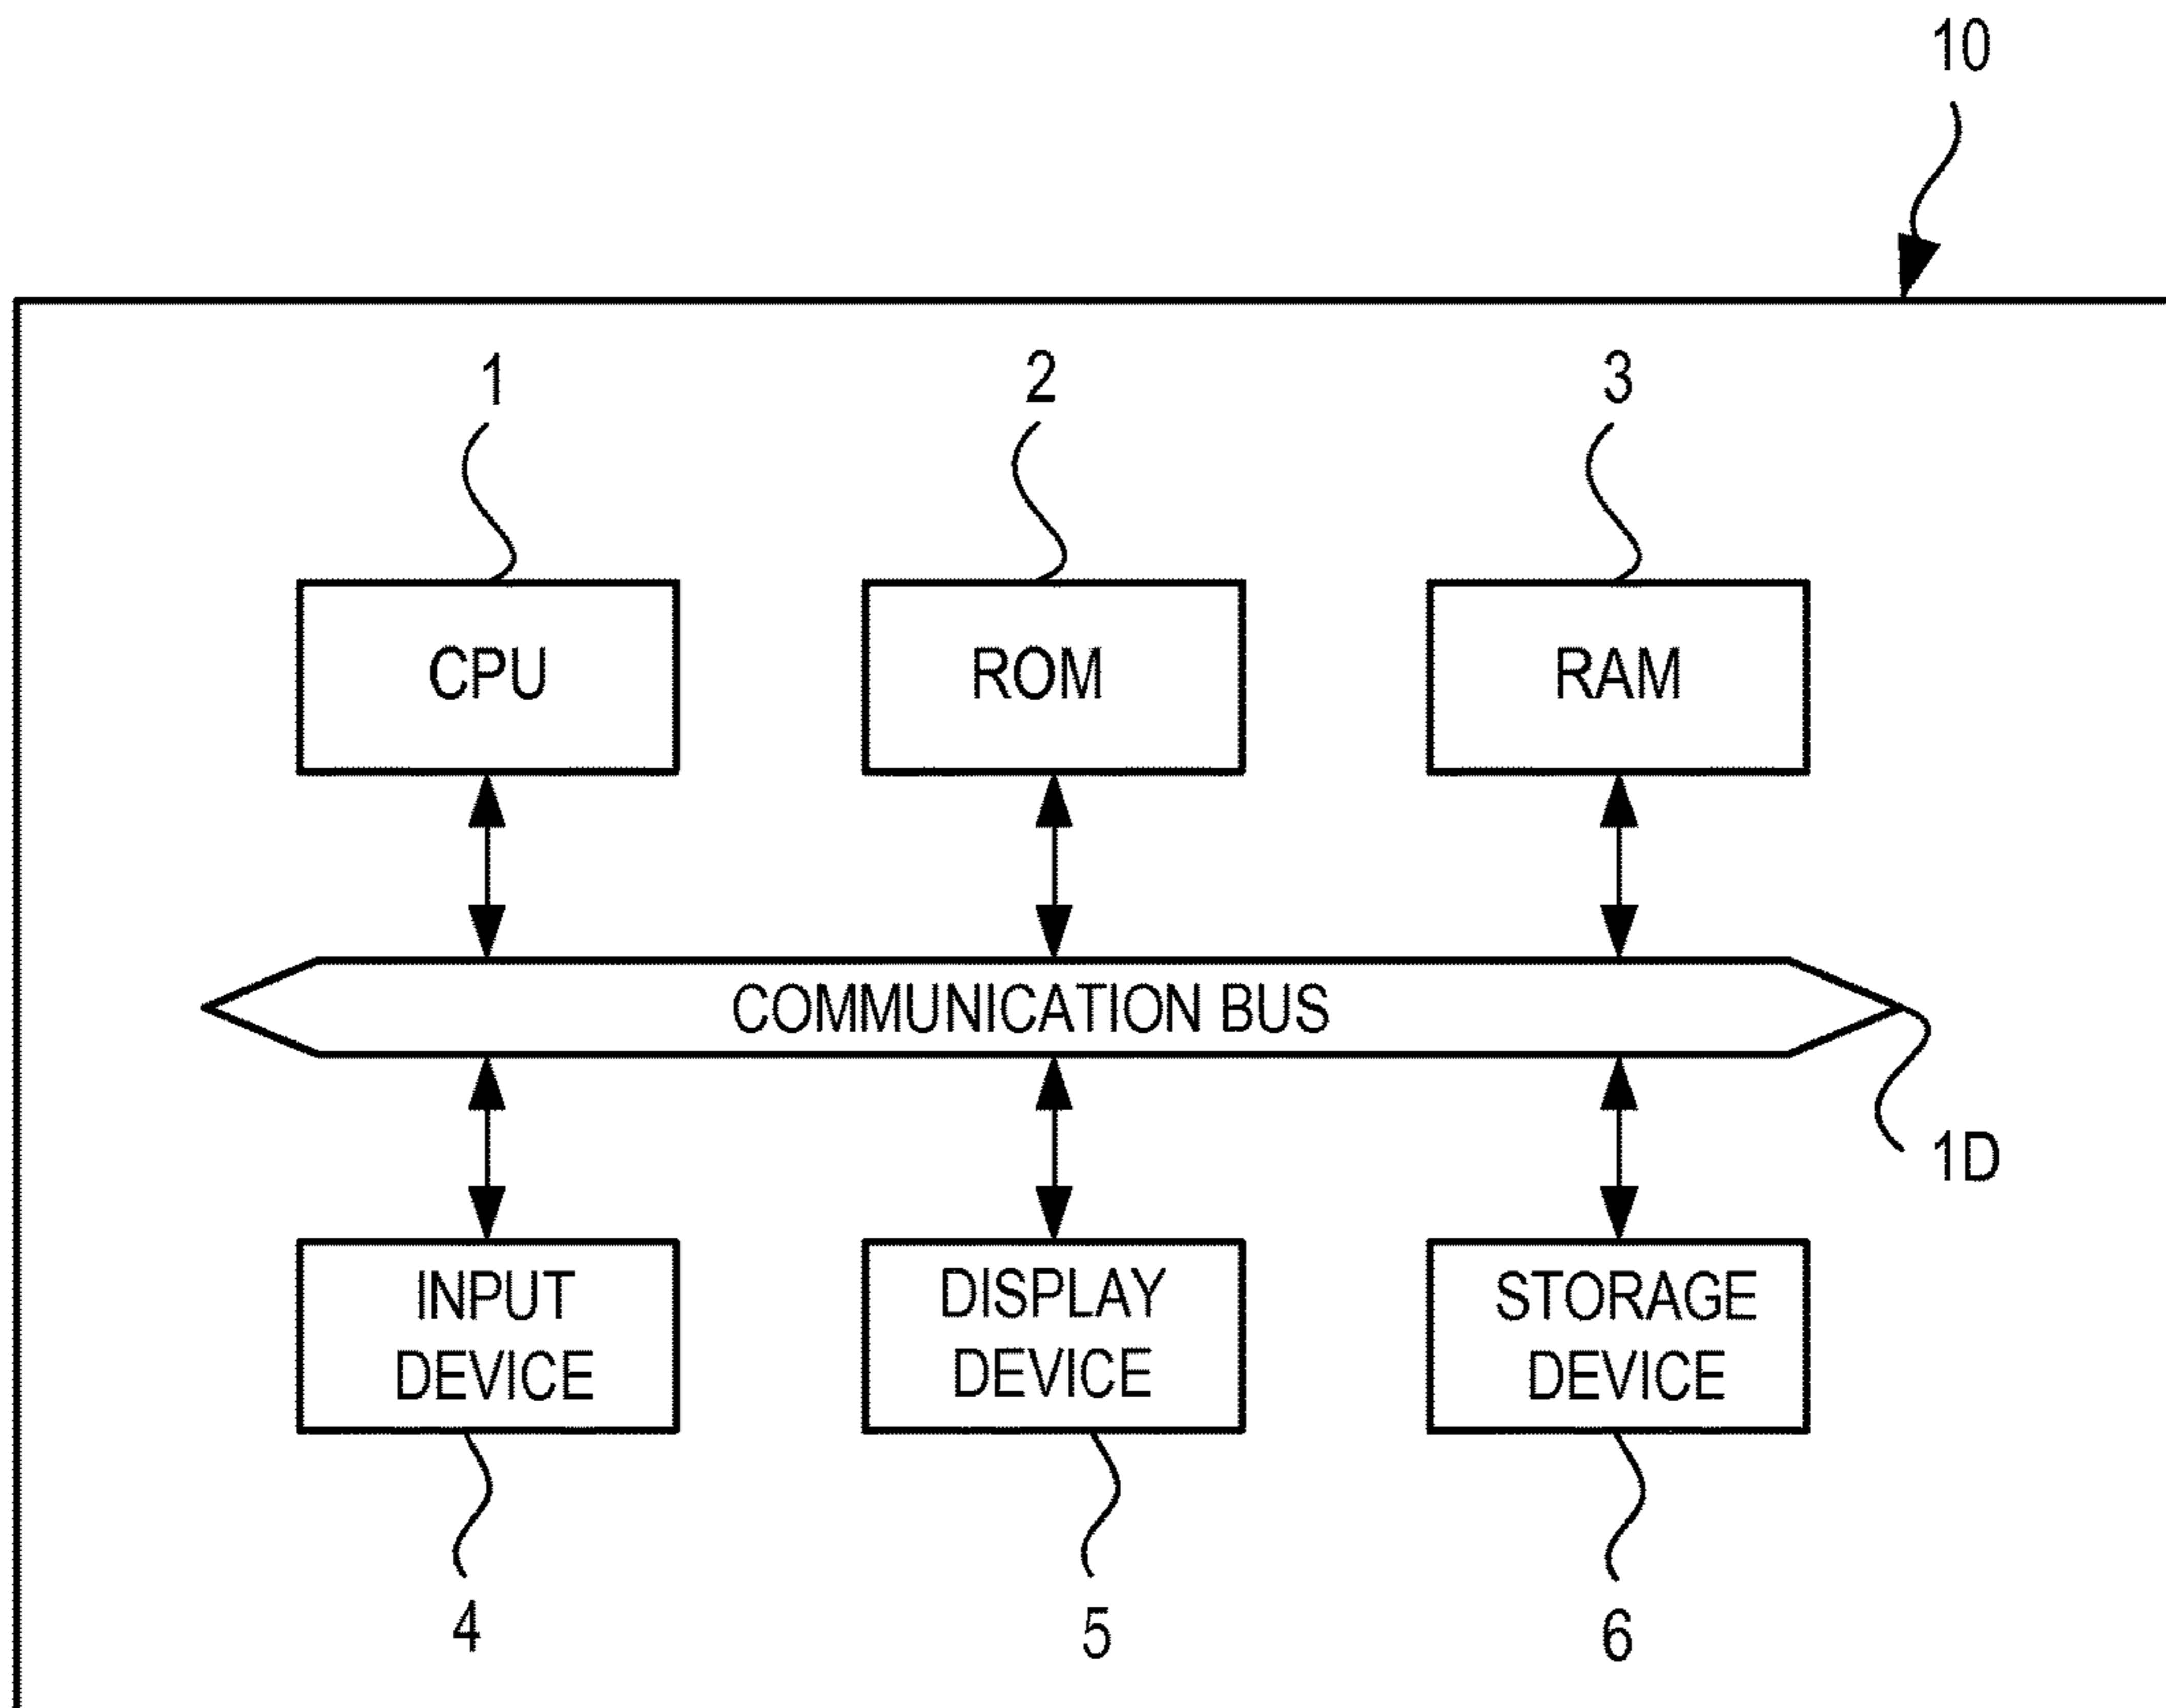 10
1
2
3
CPU
ROM
RAM
COMMUNICATION BUS
1D
INPUT
DEVICE
DISPLAY
DEVICE
STORAGE
DEVICE
4
5
6